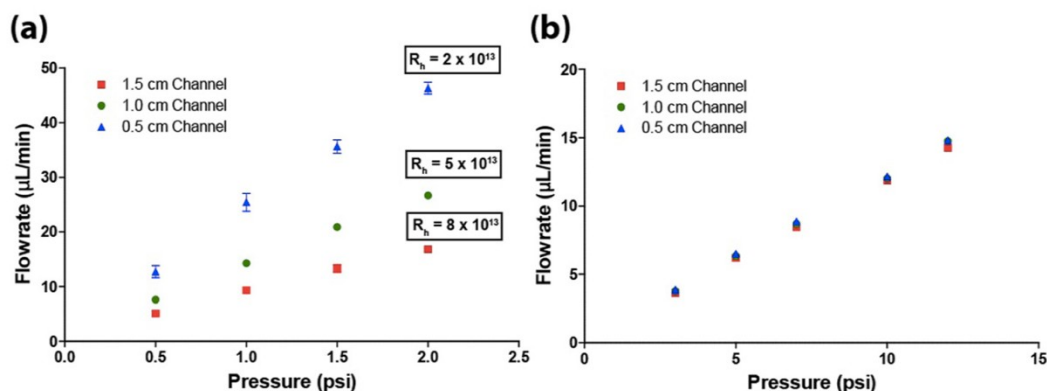 (a)
R_h = 2 x 10¹³
50
40
30
20
10
0
Flowrate (µL/min)
1.5 cm Channel
1.0 cm Channel
0.5 cm Channel
R_h = 5 x 10¹³
R_h = 8 x 10¹³
0.0 0.5 1.0 1.5 2.0 2.5
Pressure (psi)
(b)
20
15
10
5
0
Flowrate (µL/min)
1.5 cm Channel
1.0 cm Channel
0.5 cm Channel
0 5 10 15
Pressure (psi)